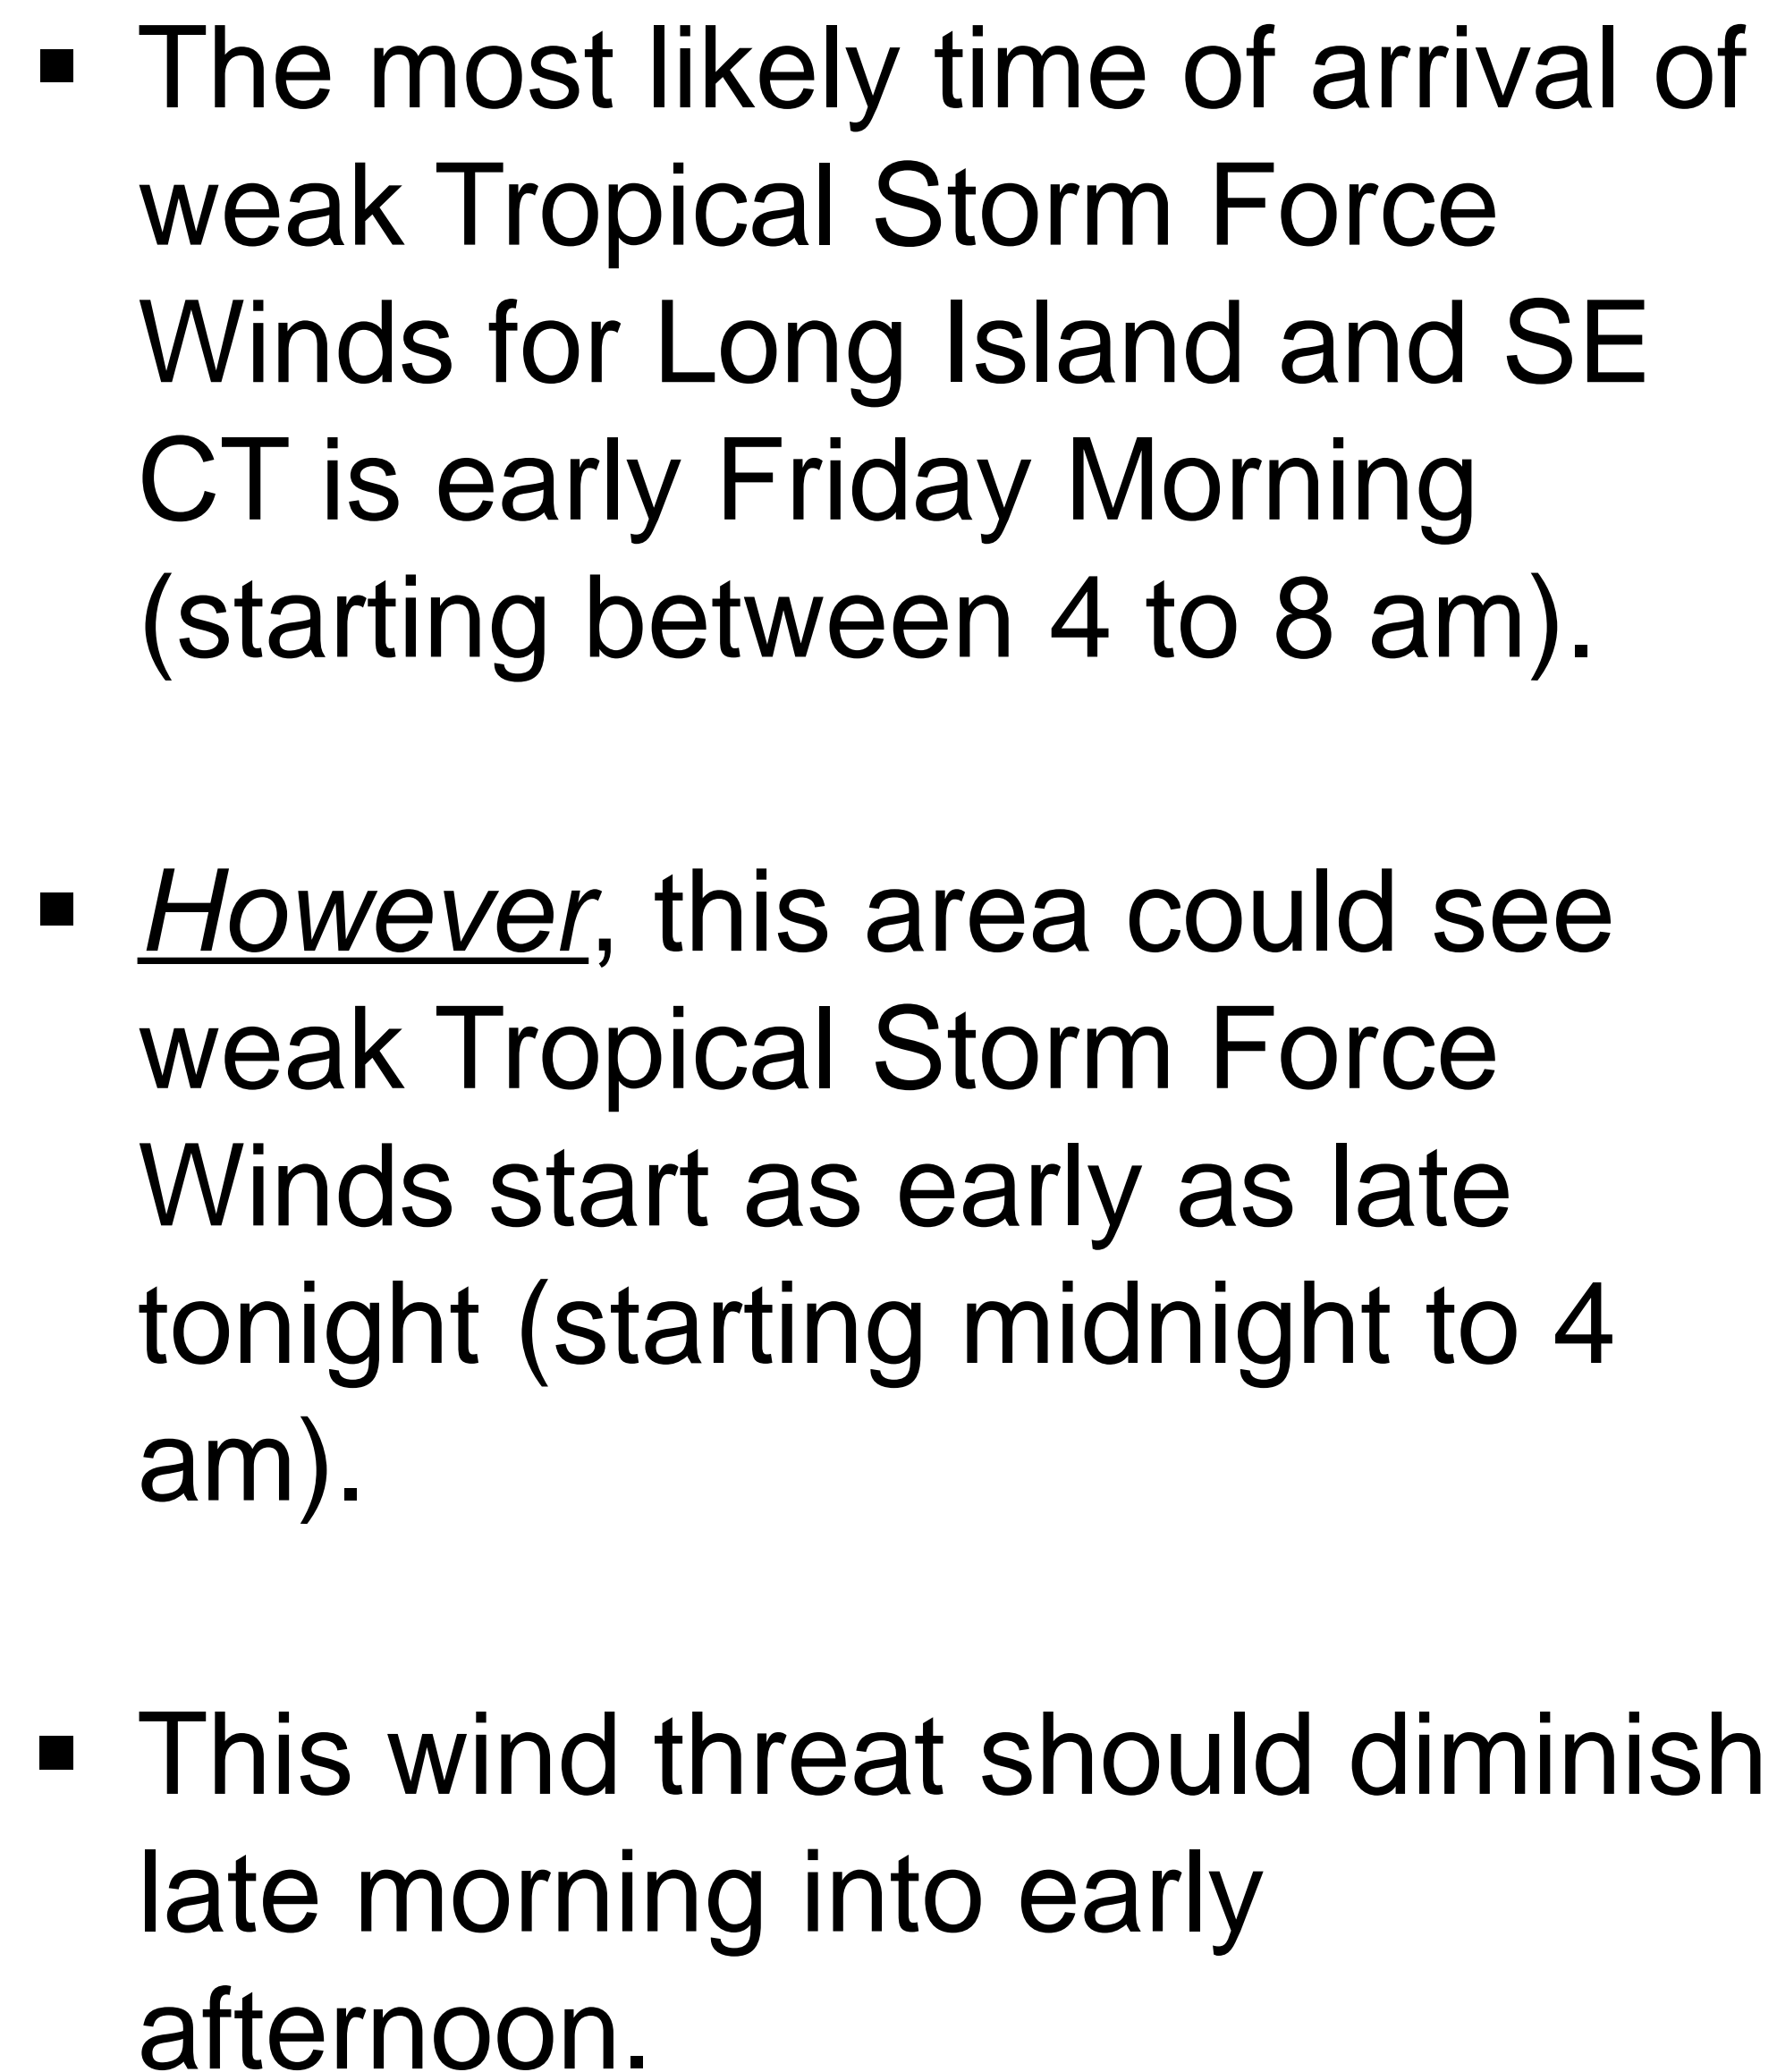 ▪ The most likely time of arrival of
weak Tropical Storm Force
Winds for Long Island and SE
CT is early Friday Morning
(starting between 4 to 8 am).
▪ However, this area could see
weak Tropical Storm Force
Winds start as early as late
tonight (starting midnight to 4
am).
▪ This wind threat should diminish
late morning into early
afternoon.